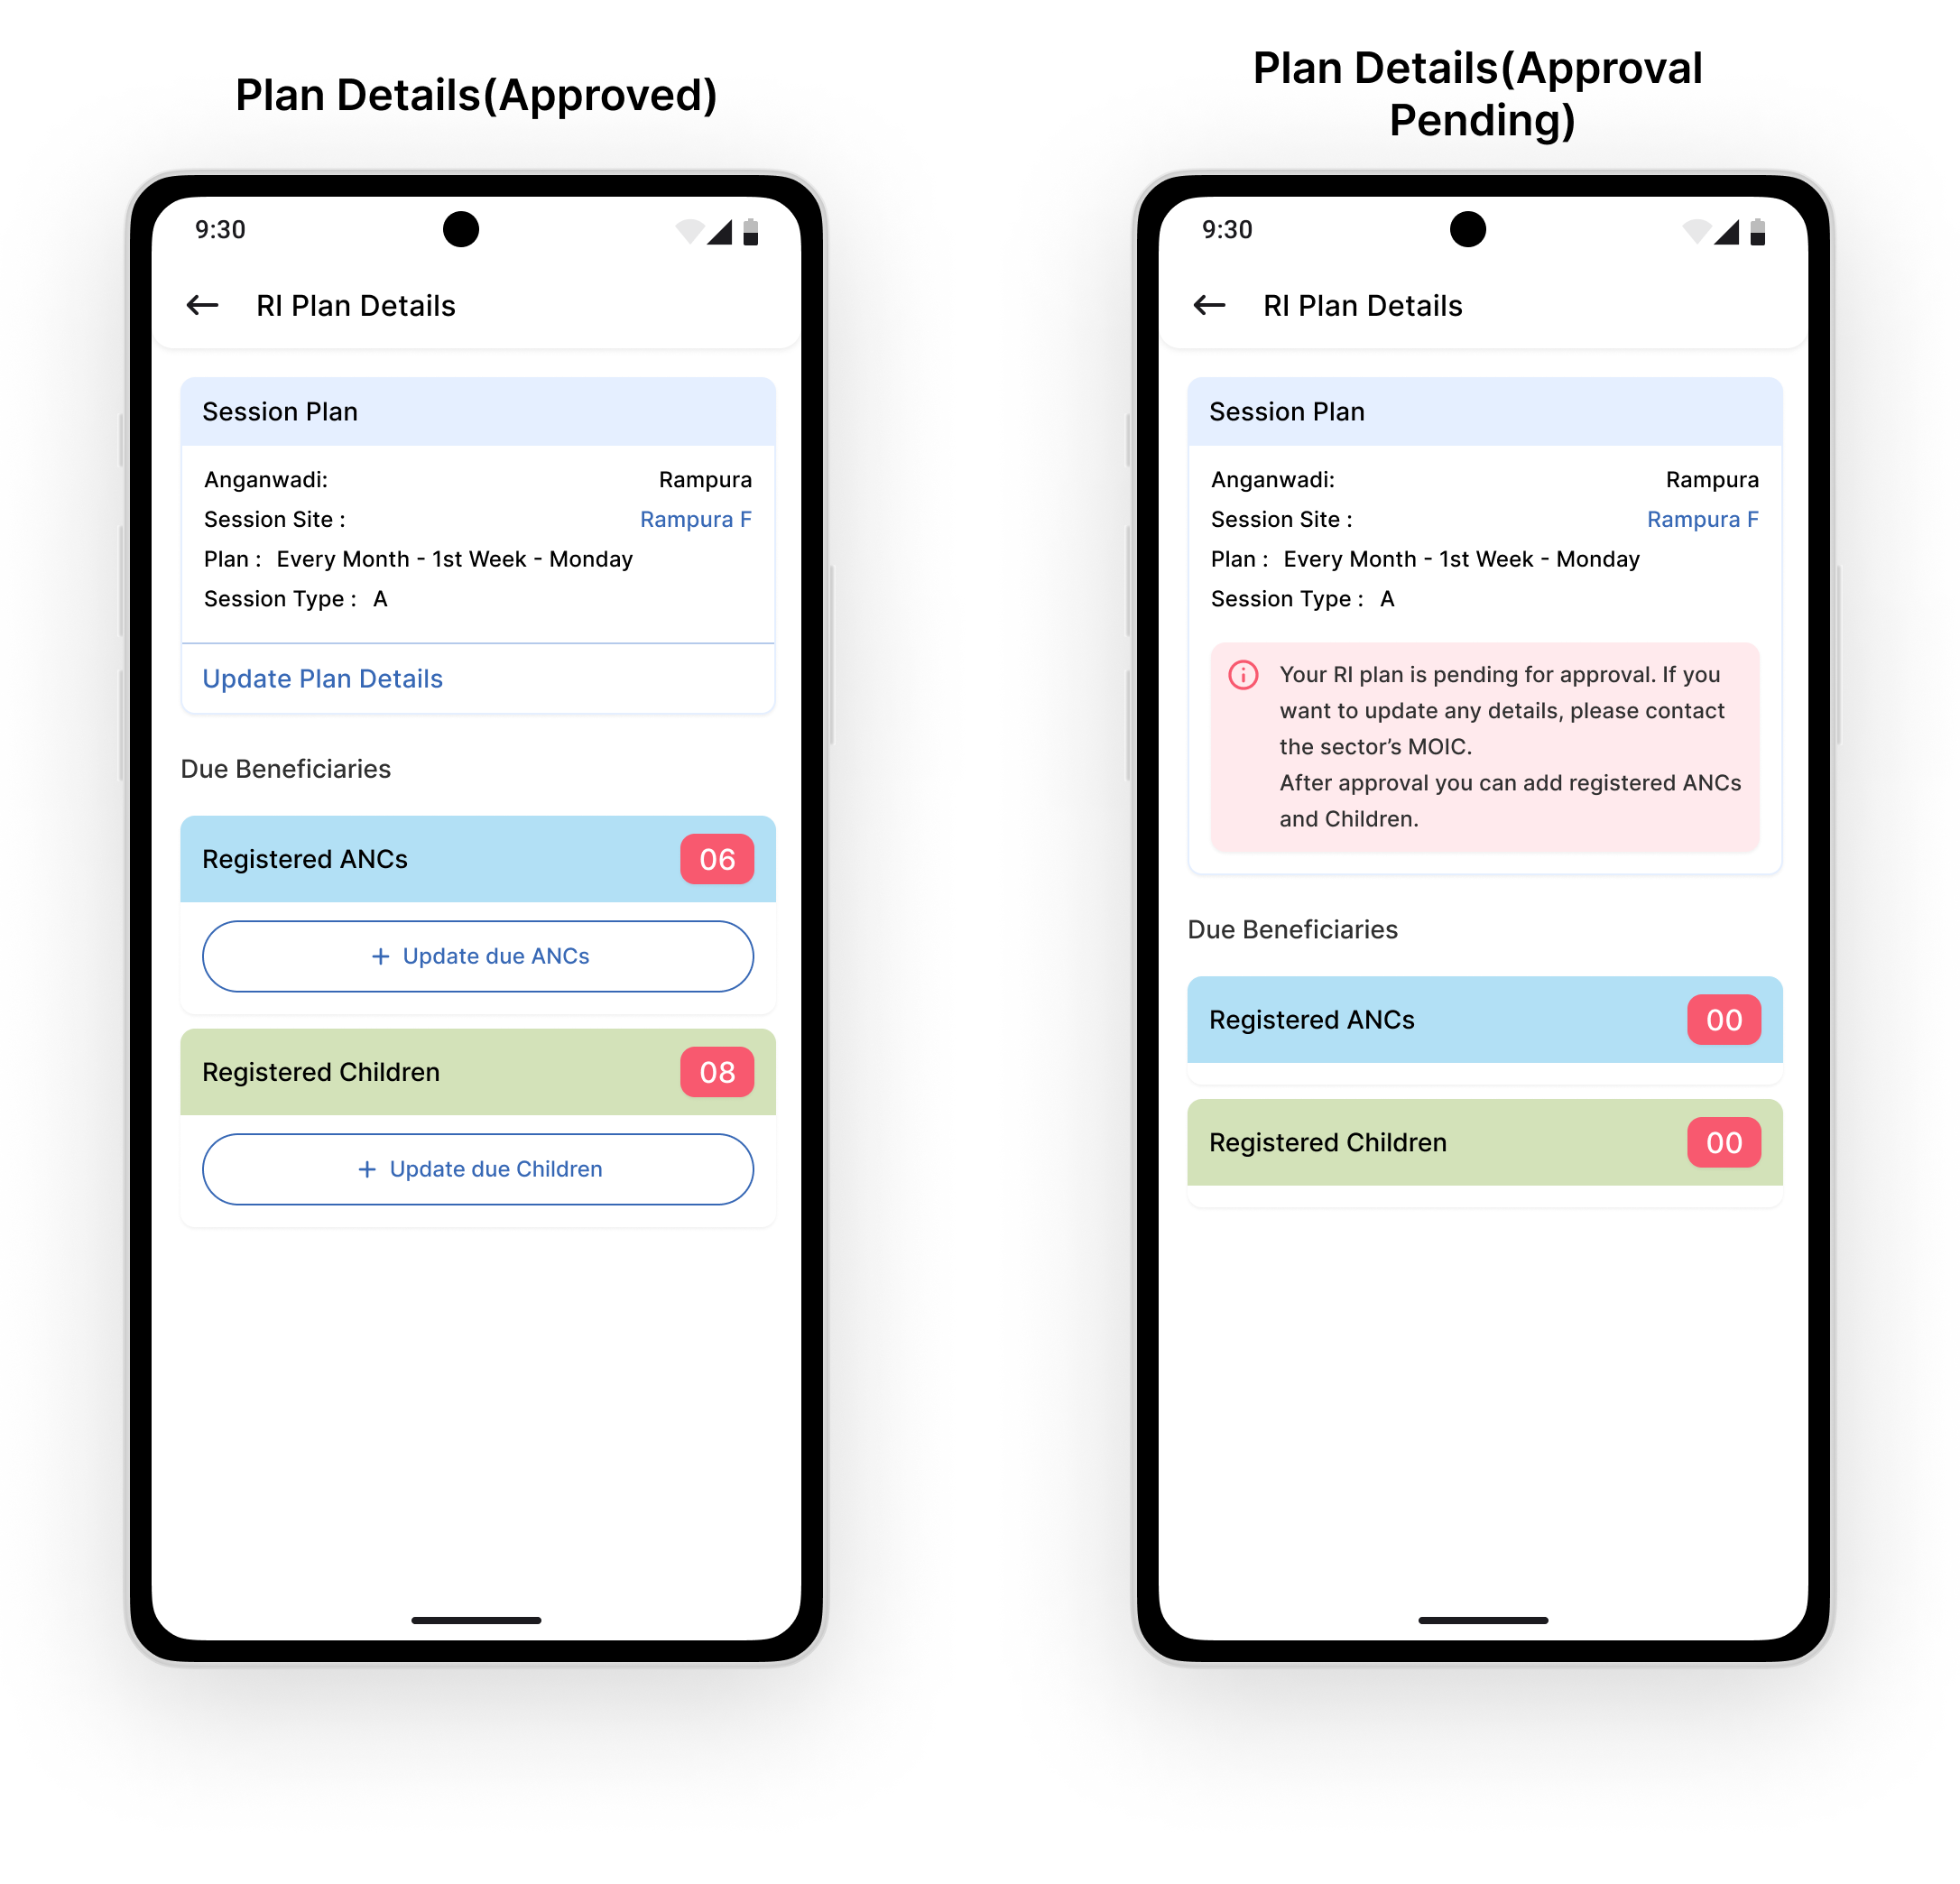 Plan Details(Approved)
9:30
RI Plan Details
Session Plan
Anganwadi: Rampura
Session Site : Rampura F
Plan : Every Month - 1st Week - Monday
Session Type : A
Update Plan Details
Due Beneficiaries
Registered ANCs 06
+ Update due ANCs
Registered Children 08
+ Update due Children
Plan Details(Approval
Pending)
9:30
RI Plan Details
Session Plan
Anganwadi: Rampura
Session Site : Rampura F
Plan : Every Month - 1st Week - Monday
Session Type : A
Your RI plan is pending for approval. If you
want to update any details, please contact
the sector’s MOIC.
After approval you can add registered ANCs
and Children.
Due Beneficiaries
Registered ANCs 00
Registered Children 00